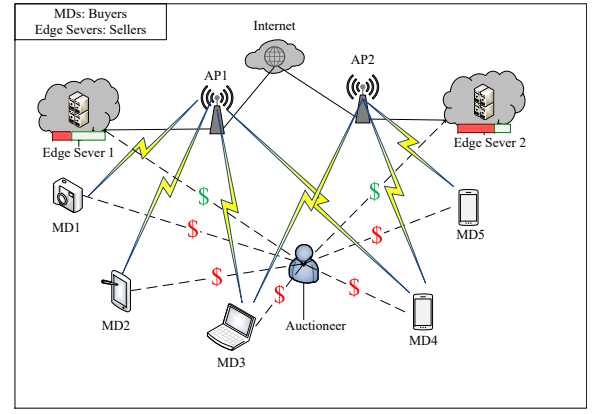 MDs: Buyers
Edge Severs: Sellers
Internet
AP1
AP2
Edge Sever 1
Edge Sever 2
$
$
MD1
$
$
MD5
MD2
$
$
$
Auctioneer
MD3
MD4